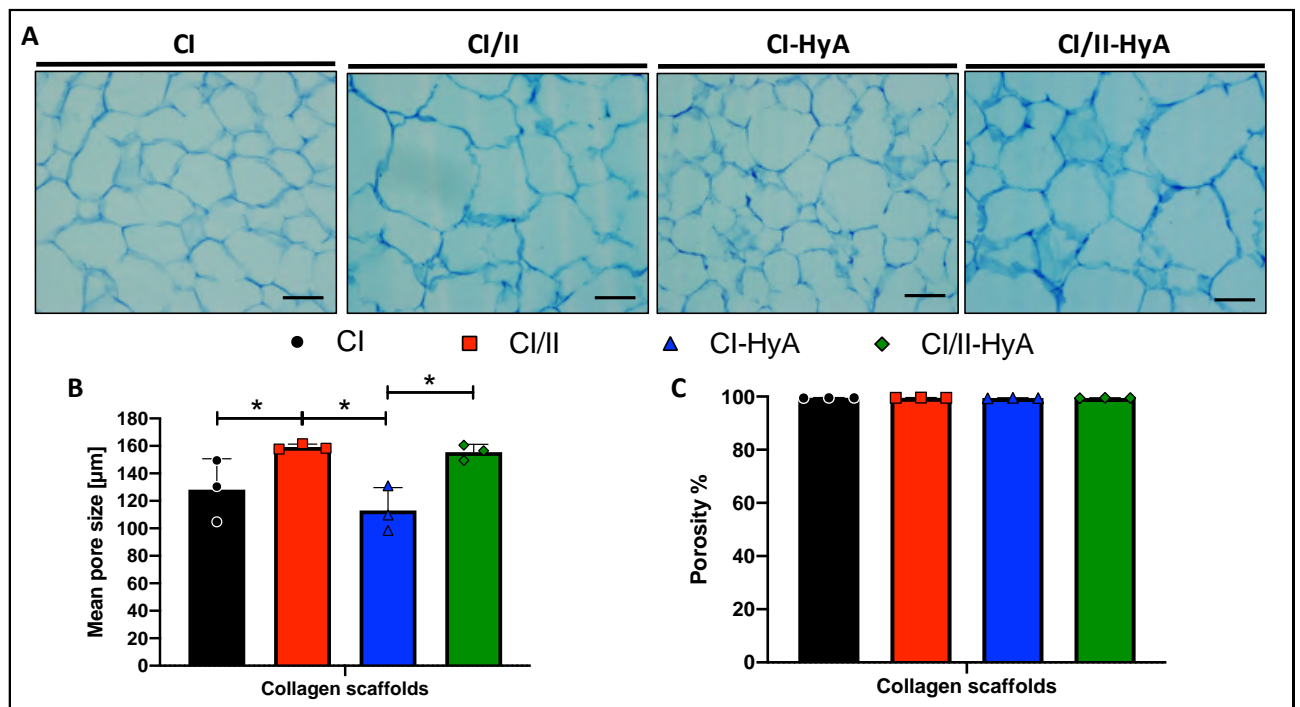 A
CI
CI/II
CI-HyA
CI/II-HyA
CI
CI/II
CI-HyA
CI/II-HyA
B
Mean pore size [µm]
180
160
140
120
100
80
60
40
20
0
*
*
*
Collagen scaffolds
C
Porosity %
100
80
60
40
20
0
Collagen scaffolds